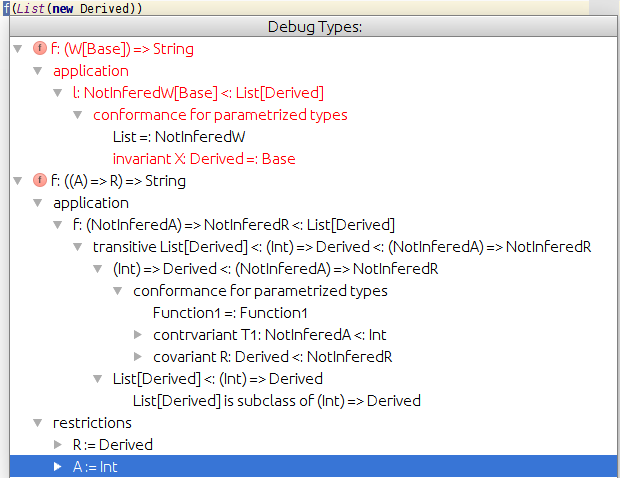 f(List(new Derived))
Debug Types:
f f: (W[Base]) => String
application
l: NotInferedW[Base] <: List[Derived]
conformance for parametrized types
List =: NotInferedW
invariant X: Derived =: Base
f f: ((A) => R) => String
application
f: (NotInferedA) => NotInferedR <: List[Derived]
transitive List[Derived] <: (Int) => Derived <: (NotInferedA) => NotInferedR
(Int) => Derived <: (NotInferedA) => NotInferedR
conformance for parametrized types
Function1 =: Function1
contrvariant T1: NotInferedA <: Int
covariant R: Derived <: NotInferedR
List[Derived] <: (Int) => Derived
List[Derived] is subclass of (Int) => Derived
restrictions
R := Derived
A := Int